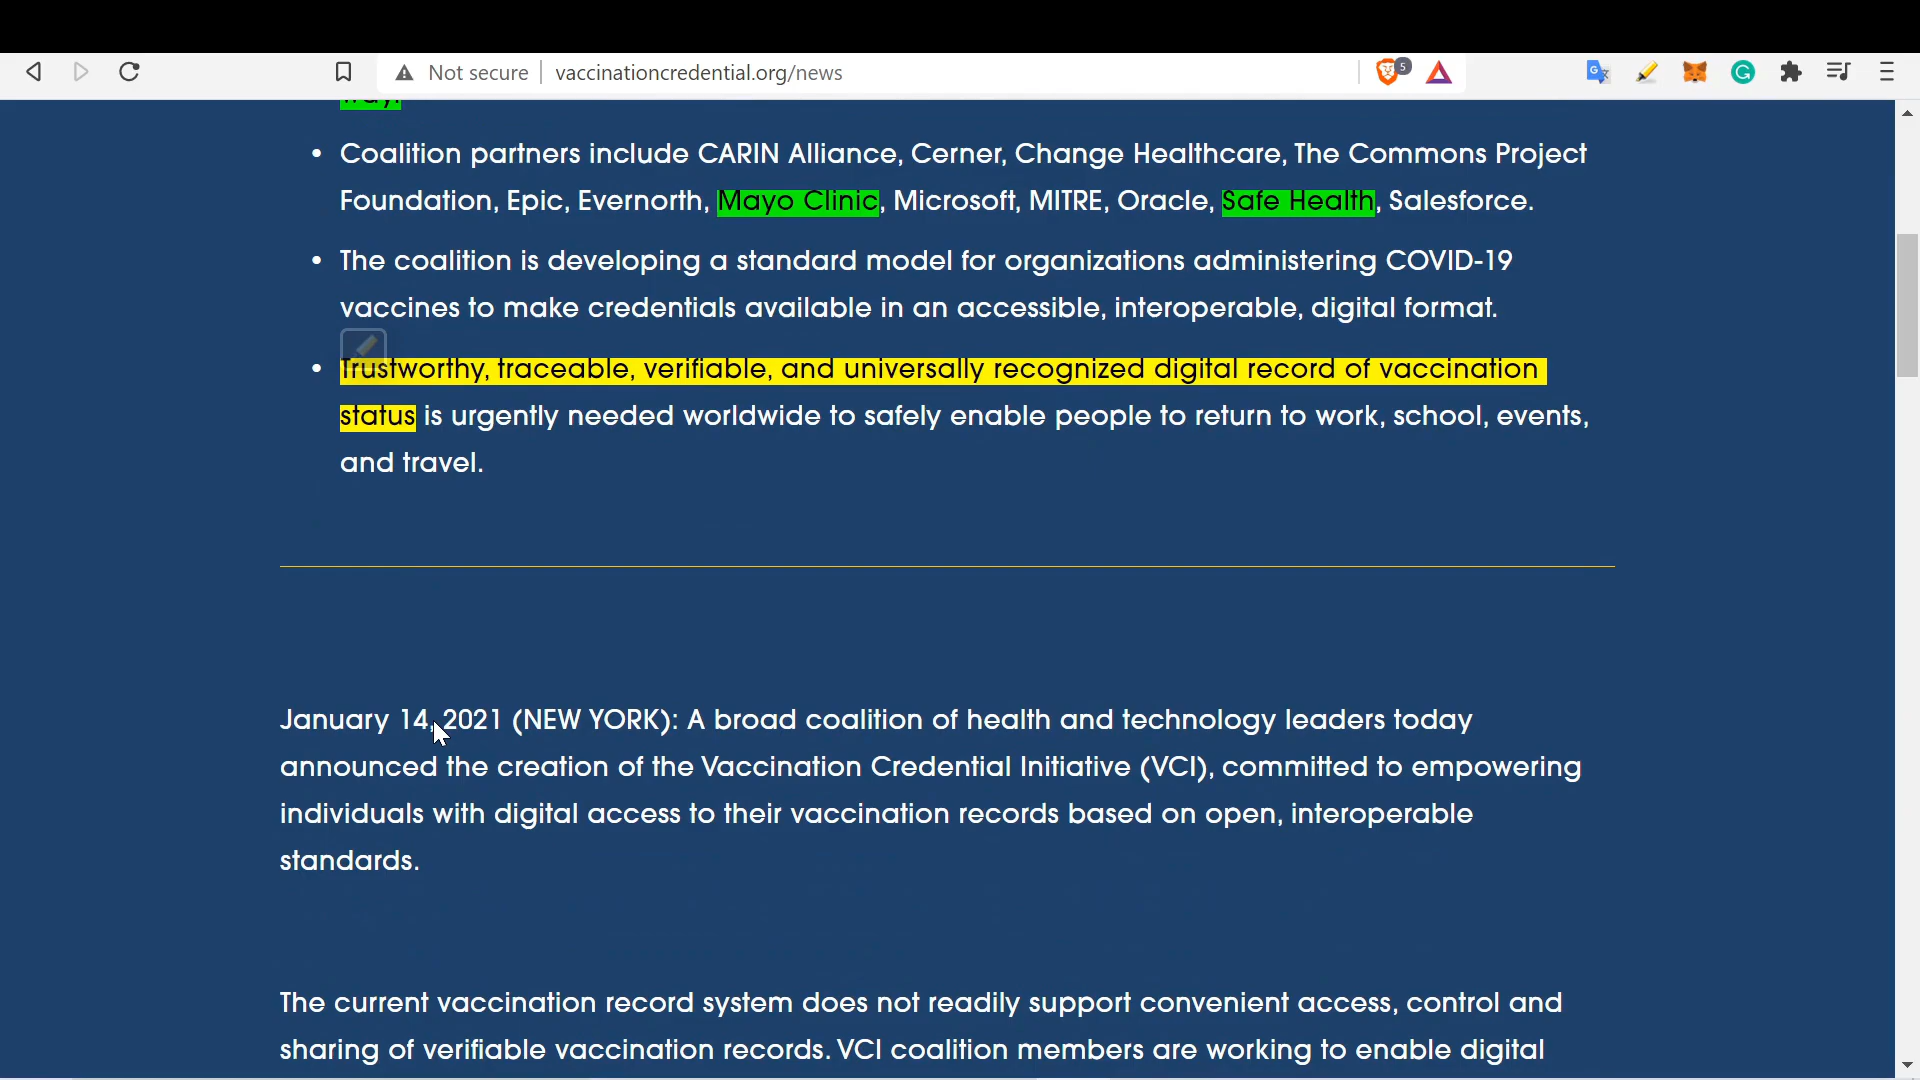 Not secure
vaccinationcredential.org/news
5
way.
• Coalition partners include CARIN Alliance, Cerner, Change Healthcare, The Commons Project
Foundation, Epic, Evernorth, Mayo Clinic, Microsoft, MITRE, Oracle, Safe Health, Salesforce.
• The coalition is developing a standard model for organizations administering COVID-19
vaccines to make credentials available in an accessible, interoperable, digital format.
• Trustworthy, traceable, verifiable, and universally recognized digital record of vaccination
status is urgently needed worldwide to safely enable people to return to work, school, events,
and travel.
January 14, 2021 (NEW YORK): A broad coalition of health and technology leaders today
announced the creation of the Vaccination Credential Initiative (VCI), committed to empowering
individuals with digital access to their vaccination records based on open, interoperable
standards.
The current vaccination record system does not readily support convenient access, control and
sharing of verifiable vaccination records. VCI coalition members are working to enable digital